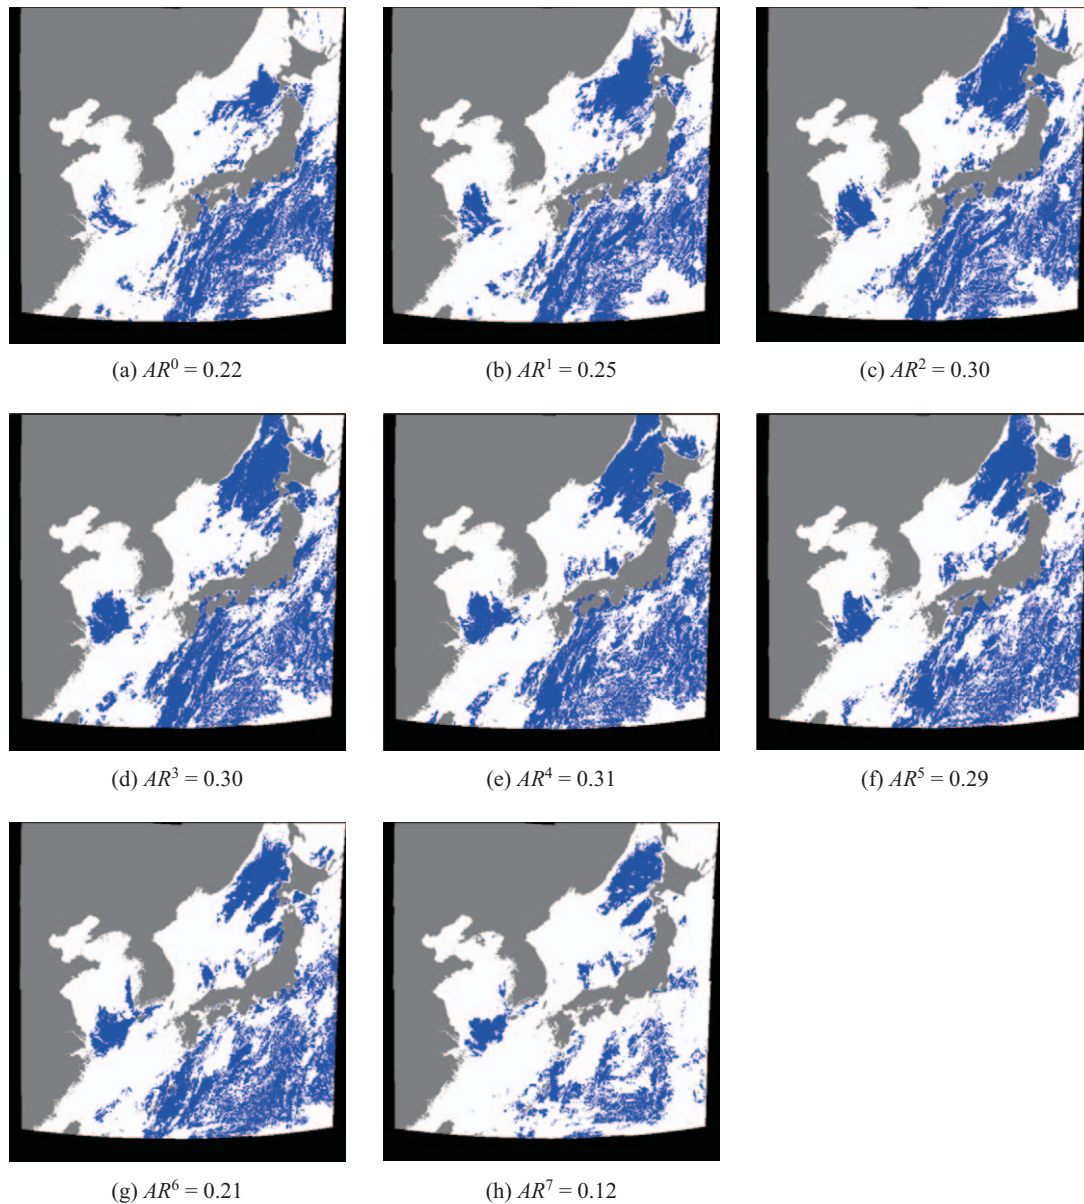 (a) AR⁰ = 0.22
(b) AR¹ = 0.25
(c) AR² = 0.30
(d) AR³ = 0.30
(e) AR⁴ = 0.31
(f) AR⁵ = 0.29
(g) AR⁶ = 0.21
(h) AR⁷ = 0.12